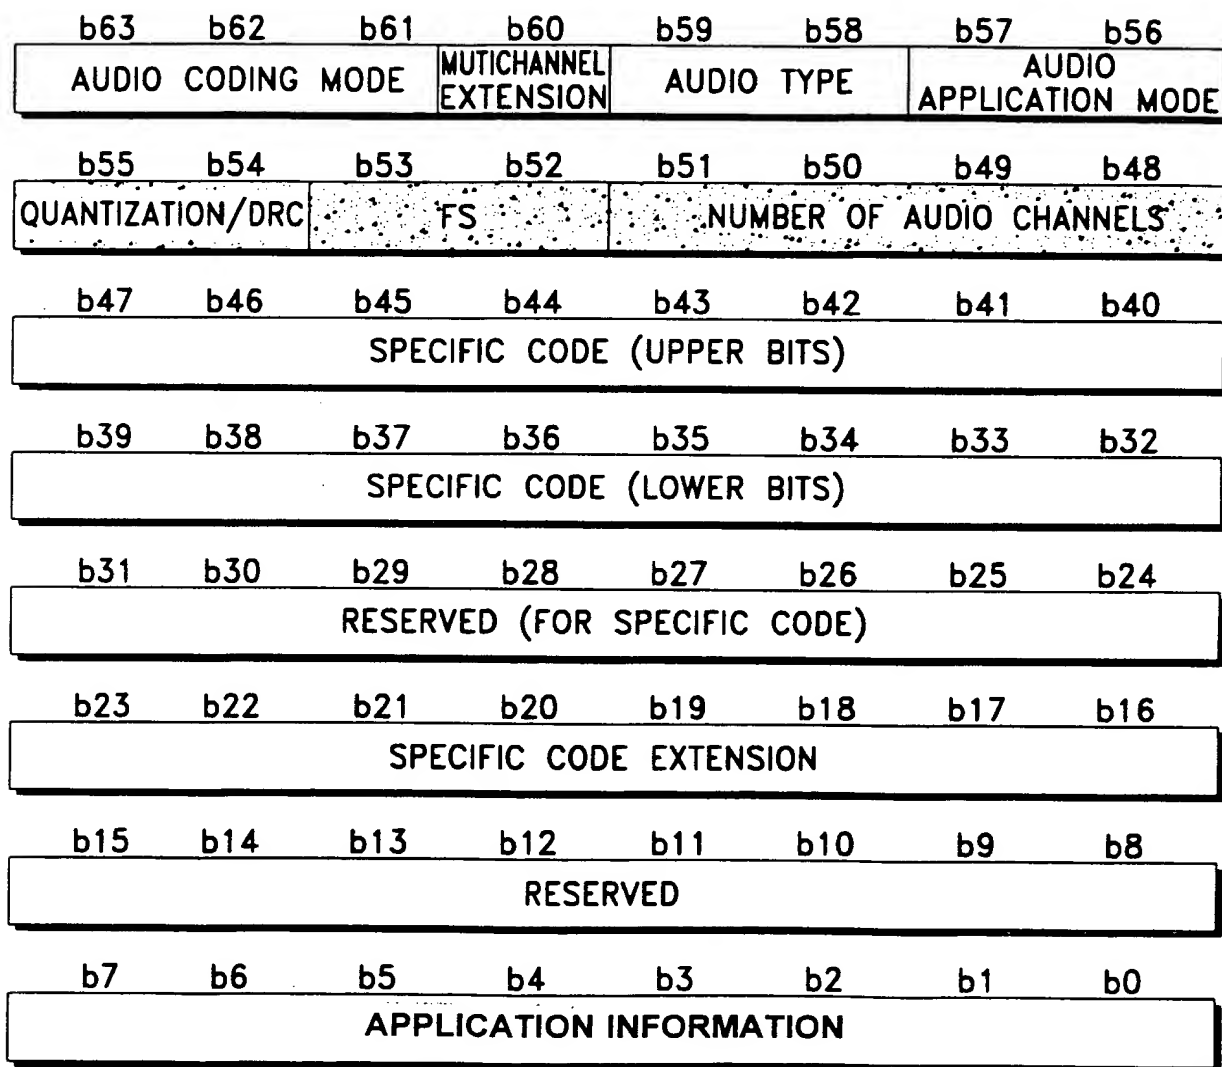 b63 b62 b61 b60 b59 b58 b57 b56
AUDIO CODING MODE
MUTICHANNEL
EXTENSION
AUDIO TYPE
AUDIO
APPLICATION MODE
b55 b54 b53 b52 b51 b50 b49 b48
QUANTIZATION/DRC FS NUMBER OF AUDIO CHANNELS
b47 b46 b45 b44 b43 b42 b41 b40
SPECIFIC CODE (UPPER BITS)
b39 b38 b37 b36 b35 b34 b33 b32
SPECIFIC CODE (LOWER BITS)
b31 b30 b29 b28 b27 b26 b25 b24
RESERVED (FOR SPECIFIC CODE)
b23 b22 b21 b20 b19 b18 b17 b16
SPECIFIC CODE EXTENSION
b15 b14 b13 b12 b11 b10 b9 b8
RESERVED
b7 b6 b5 b4 b3 b2 b1 b0
APPLICATION INFORMATION